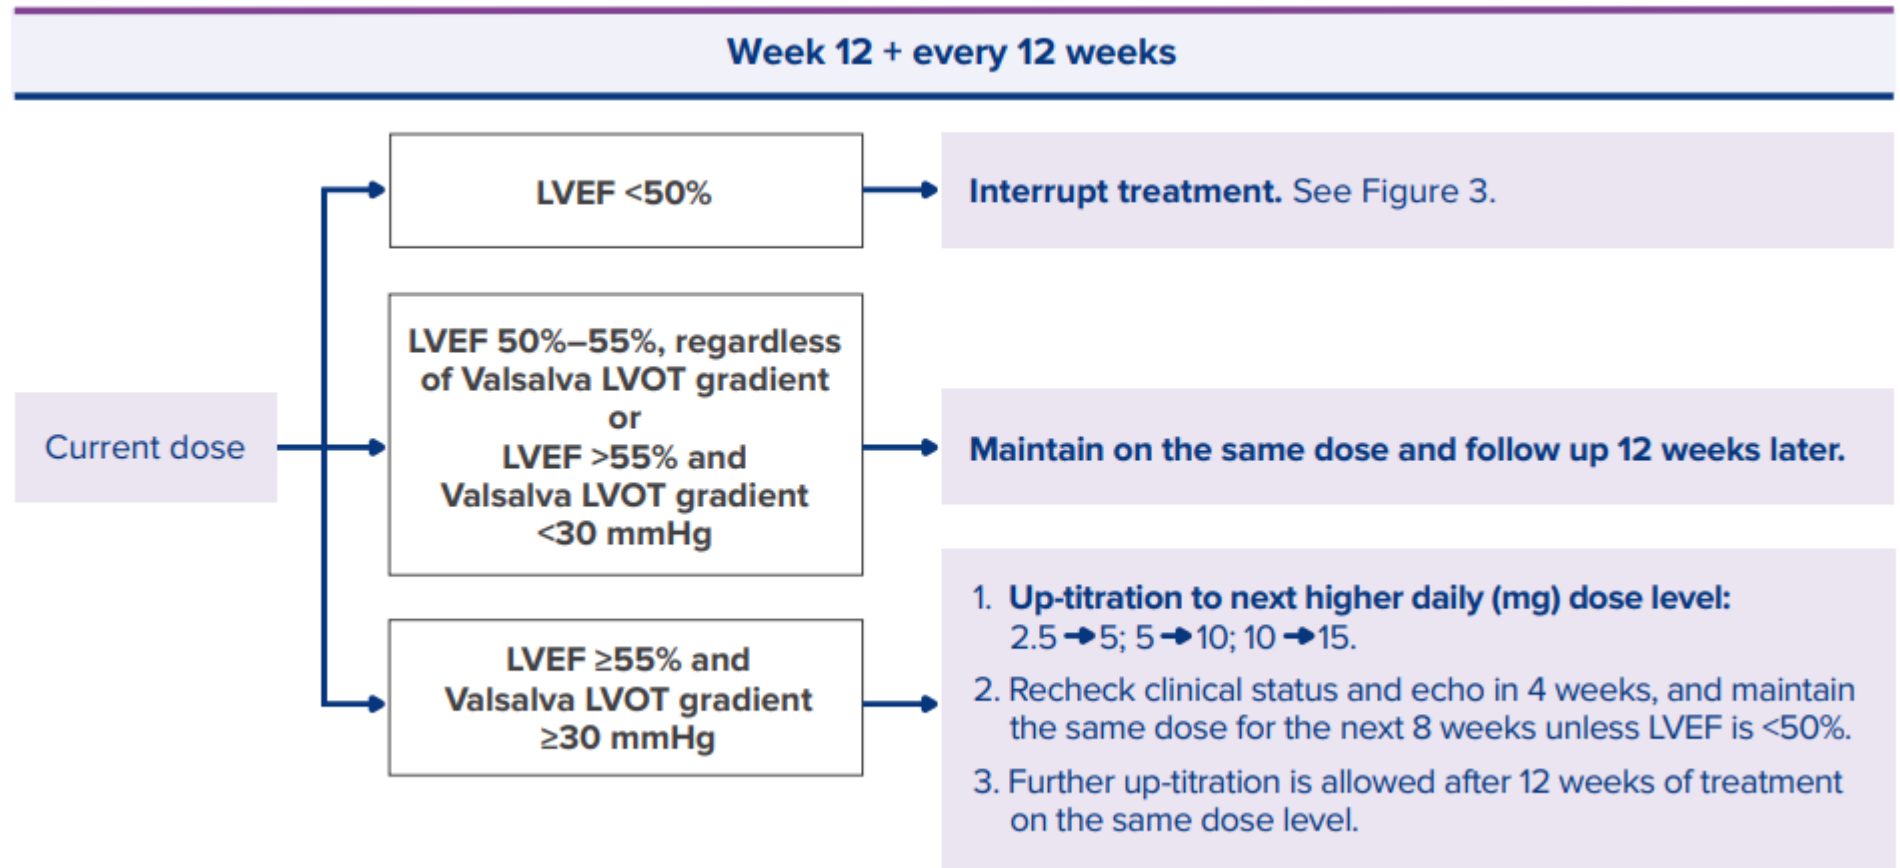 Week 12 + every 12 weeks
Current dose
LVEF <50%
Interrupt treatment. See Figure 3.
LVEF 50%–55%, regardless
of Valsalva LVOT gradient
or
LVEF >55% and
Valsalva LVOT gradient
<30 mmHg
Maintain on the same dose and follow up 12 weeks later.
LVEF ≥55% and
Valsalva LVOT gradient
≥30 mmHg
1. Up-titration to next higher daily (mg) dose level:
2.5→5; 5→10; 10→15.
2. Recheck clinical status and echo in 4 weeks, and maintain
the same dose for the next 8 weeks unless LVEF is <50%.
3. Further up-titration is allowed after 12 weeks of treatment
on the same dose level.